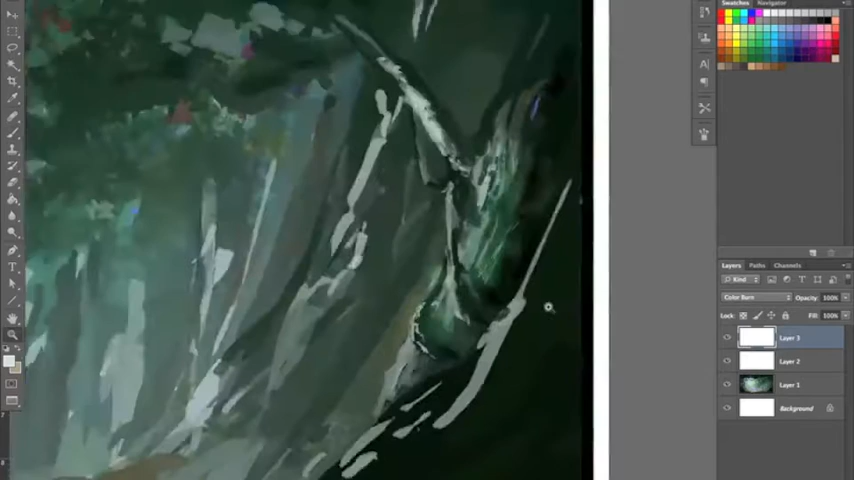 Swatches Navigator
Layers Paths Channels
Kind
Color Burn Opacity: 100%
Lock: Fill: 100%
Layer 3
Layer 2
Layer 1
Background